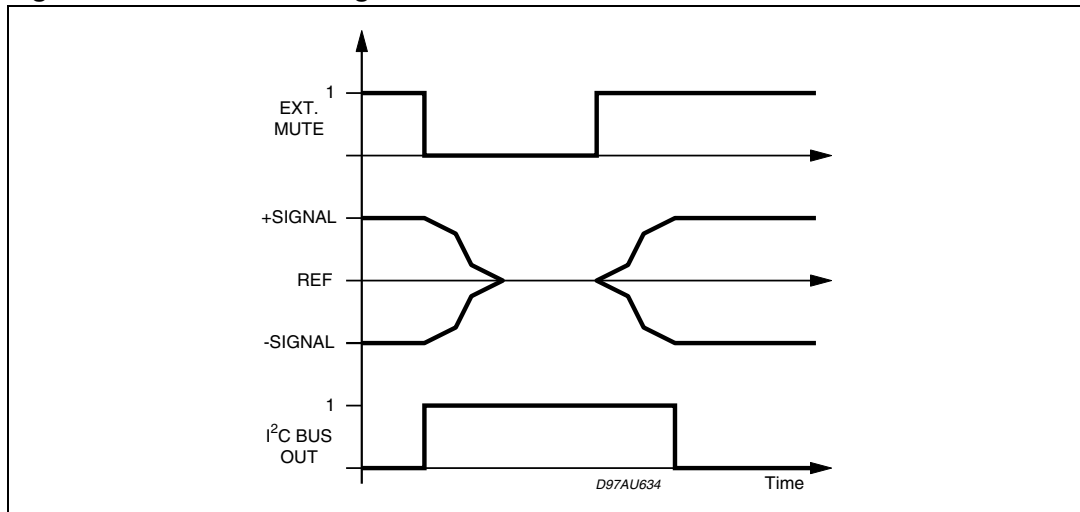 1
EXT.
MUTE
+SIGNAL
REF
-SIGNAL
1
I²C BUS
OUT
D97AU634
Time